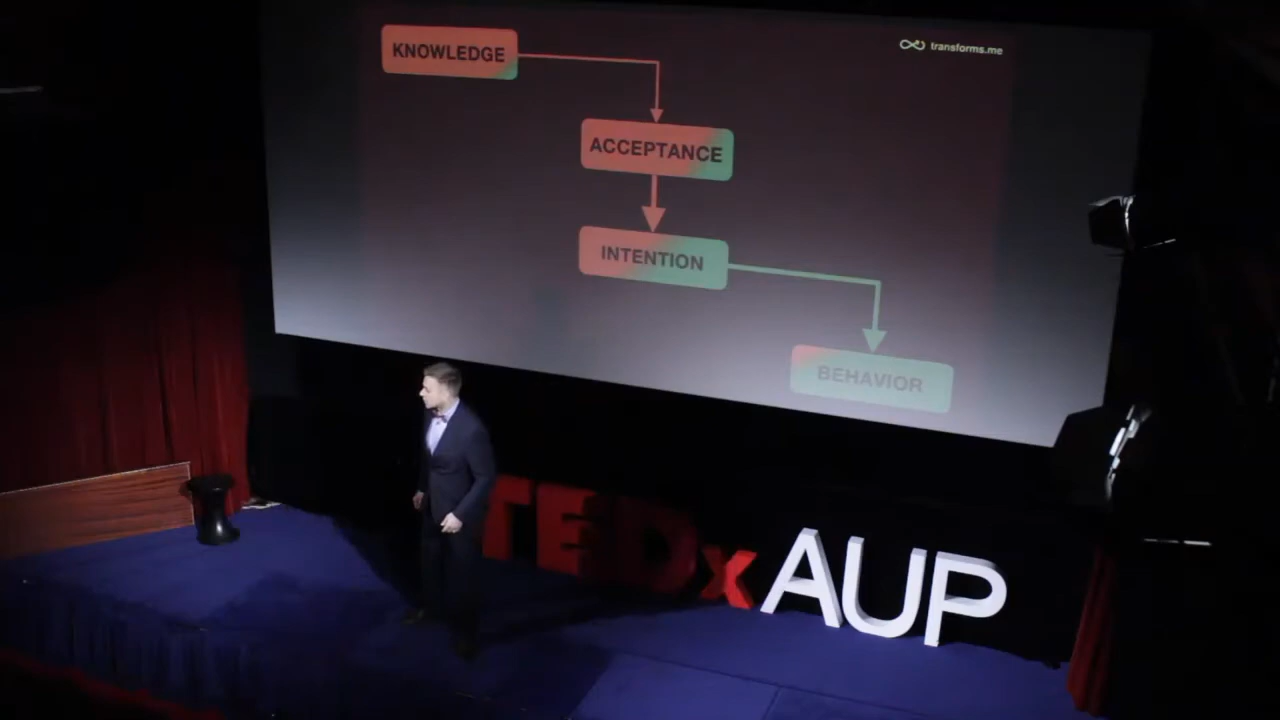 KNOWLEDGE
transforms.me
ACCEPTANCE
INTENTION
BEHAVIOR
TEDxAUP